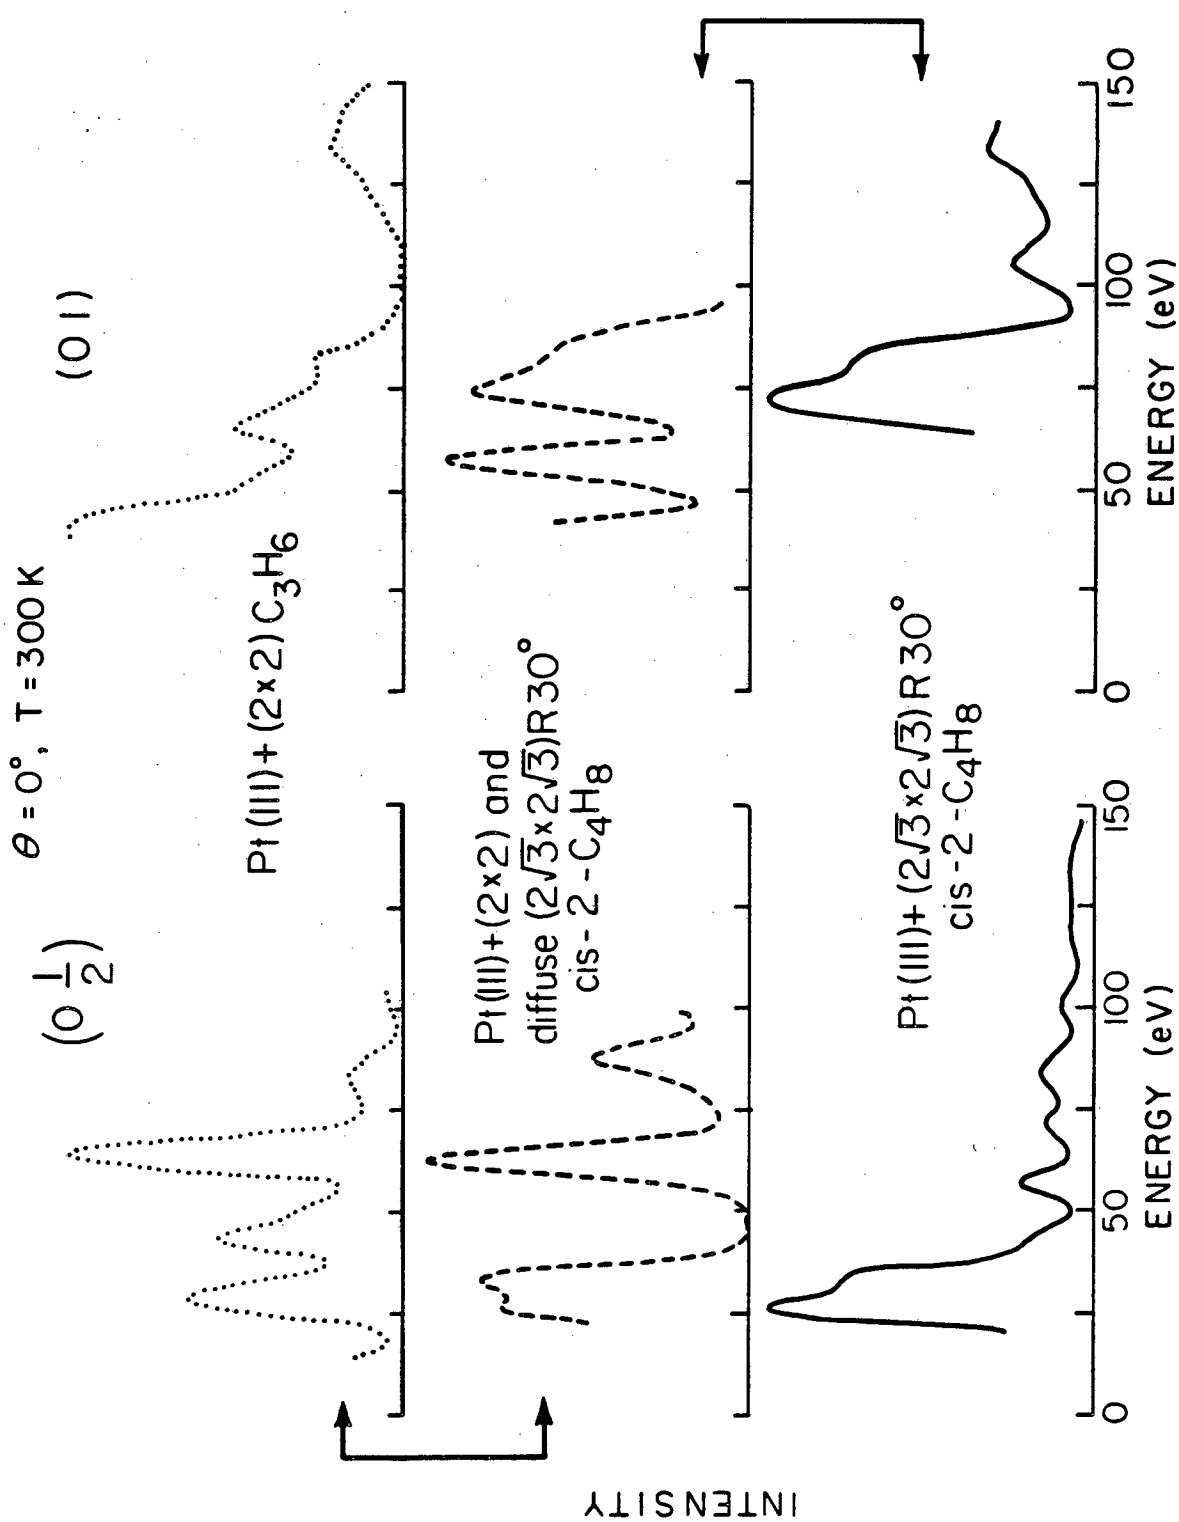 θ = 0°, T = 300 K
(0 1/2)
(0 1)
Pt (111) + (2×2) C3H6
Pt (111) + (2×2) and
diffuse (2√3×2√3)R30°
cis-2-C4H8
Pt (111) + (2√3×2√3) R30°
cis-2-C4H8
INTENSITY
0 50 100 150
ENERGY (eV)
0 50 100 150
ENERGY (eV)